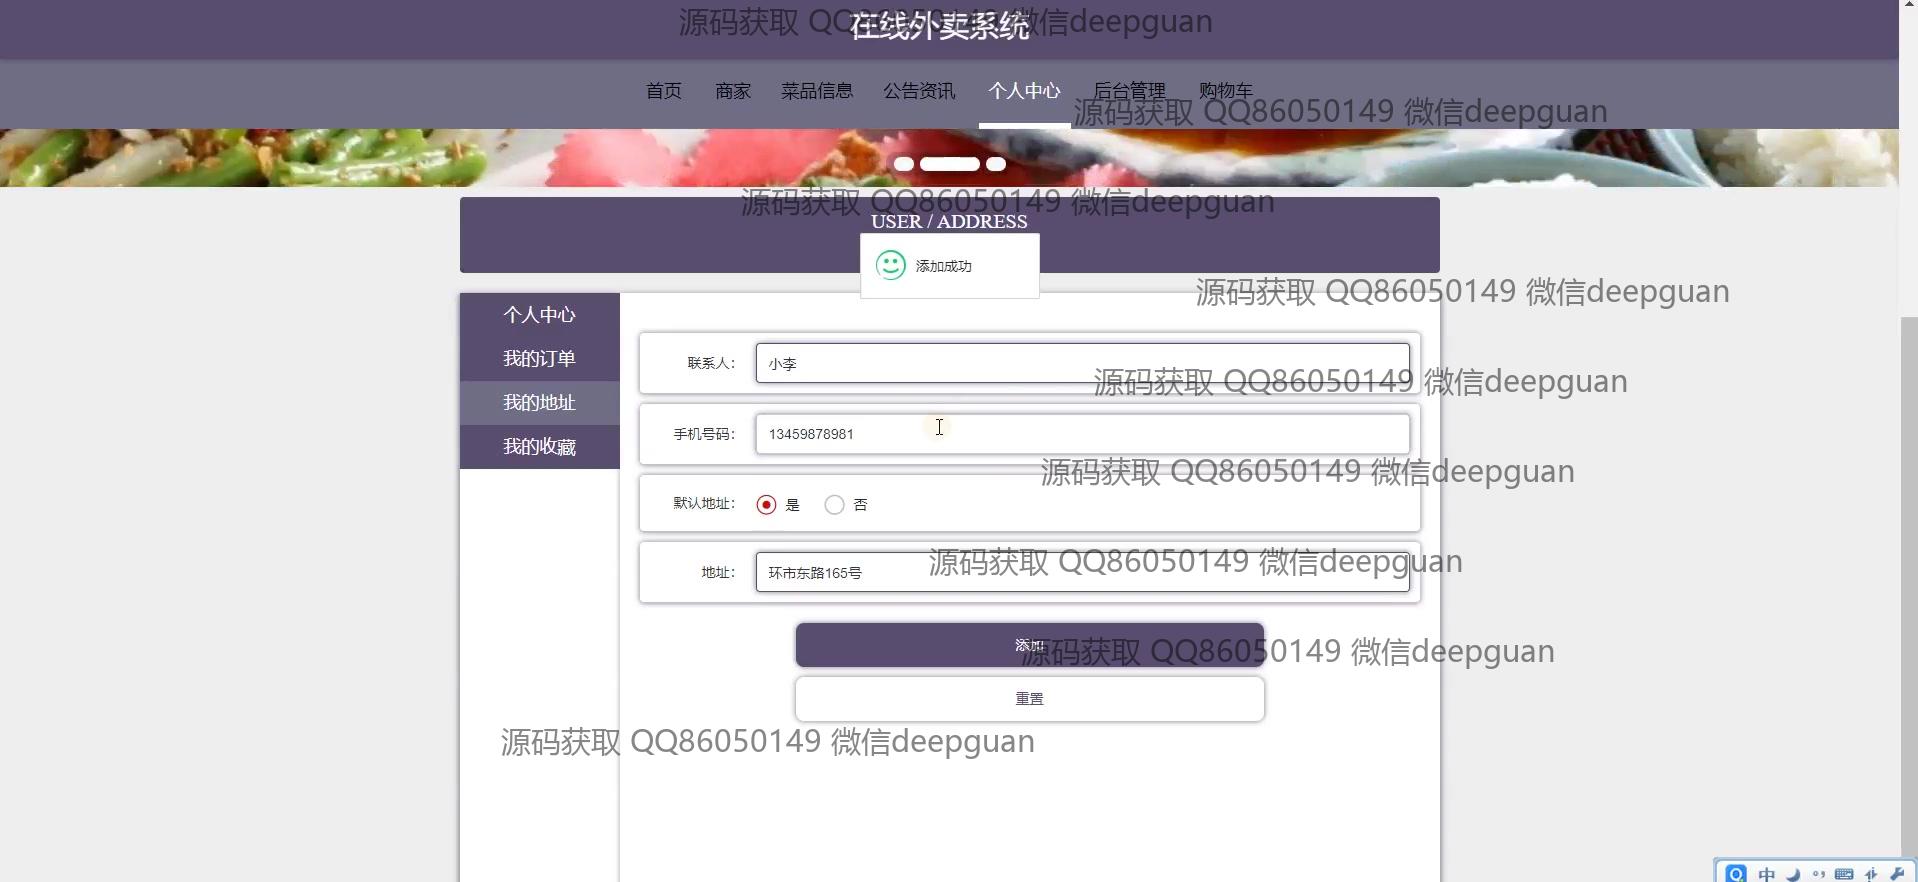 在线外卖系统
源码获取 QQ86050149 微信deepguan
首页 商家 菜品信息 公告资讯 个人中心 后台管理 购物车
源码获取 QQ86050149 微信deepguan
源码获取 QQ86050149 微信deepguan
USER / ADDRESS
添加成功
源码获取 QQ86050149 微信deepguan
个人中心
我的订单
我的地址
我的收藏
联系人： 小李
源码获取 QQ86050149 微信deepguan
手机号码： 13459878981
源码获取 QQ86050149 微信deepguan
默认地址： 是 否
源码获取 QQ86050149 微信deepguan
地址： 环市东路165号
添加
源码获取 QQ86050149 微信deepguan
重置
源码获取 QQ86050149 微信deepguan
中